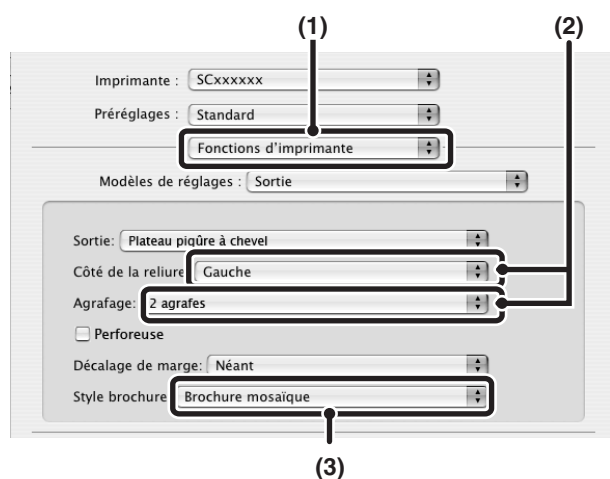 (1) (2)
Imprimante : SCxxxxxx
Préréglages : Standard
Fonctions d'imprimante
Modèles de réglages : Sortie
Sortie: Plateau piqûre à chevel
Côté de la reliure Gauche
Agrafage: 2 agrafes
Perforeuse
Décalage de marge: Néant
Style brochure Brochure mosaïque
(3)